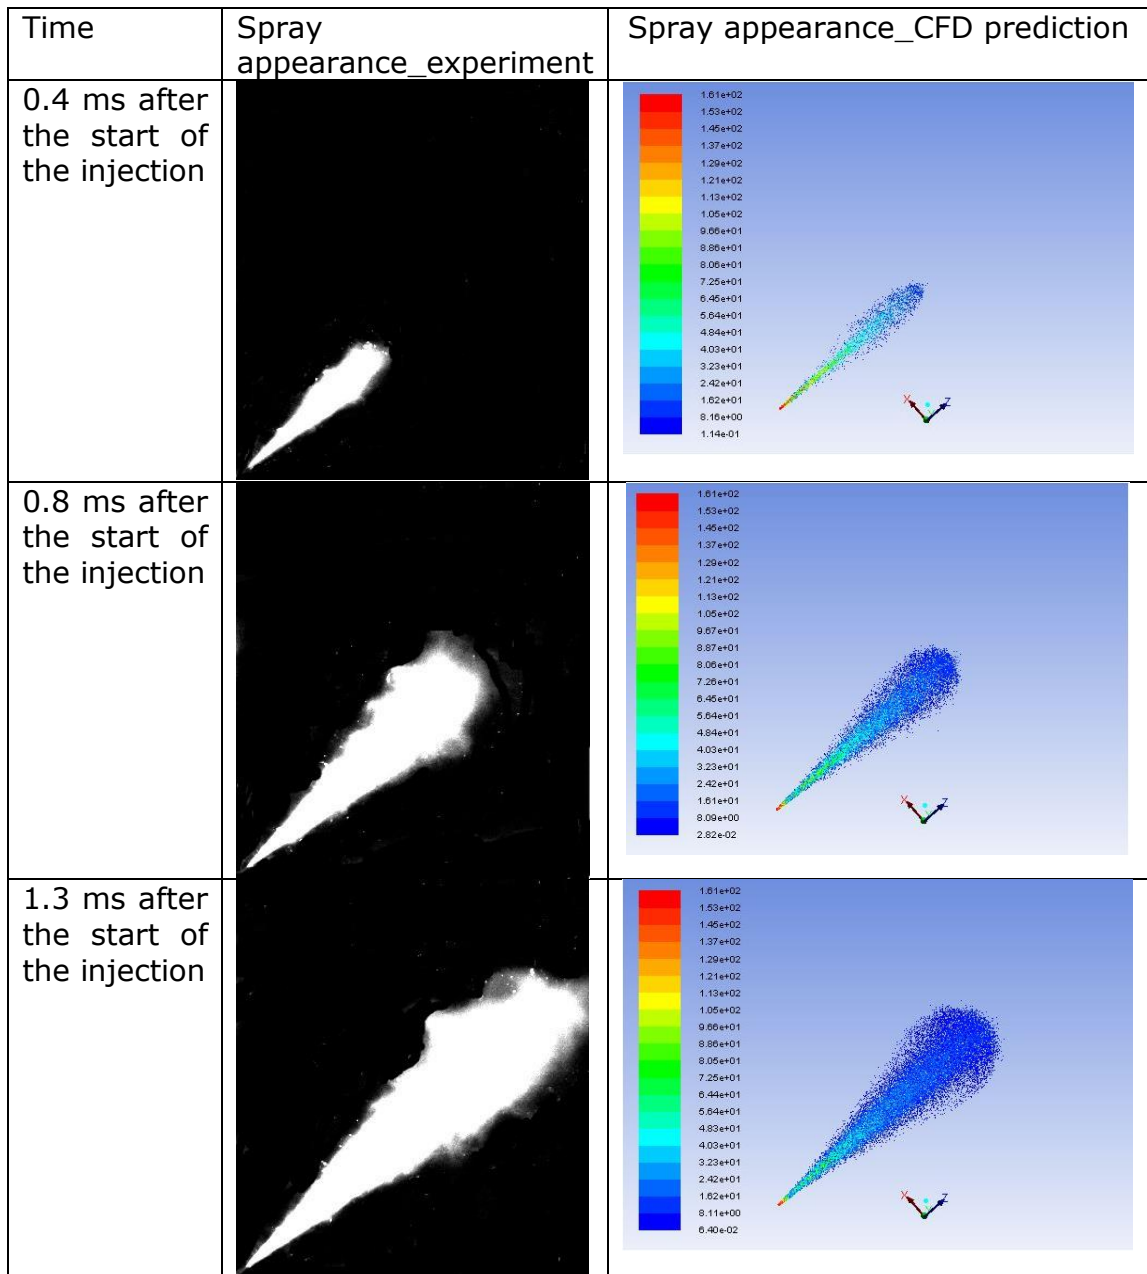 Time
Spray
appearance_experiment
Spray appearance_CFD prediction
0.4 ms after
the start of
the injection
1.61e+02
1.53e+02
1.45e+02
1.37e+02
1.29e+02
1.21e+02
1.13e+02
1.05e+02
9.66e+01
8.86e+01
8.06e+01
7.25e+01
6.45e+01
5.64e+01
4.84e+01
4.03e+01
3.23e+01
2.42e+01
1.62e+01
8.16e+00
1.14e-01
X
Z
0.8 ms after
the start of
the injection
1.61e+02
1.53e+02
1.45e+02
1.37e+02
1.29e+02
1.21e+02
1.13e+02
1.05e+02
9.67e+01
8.87e+01
8.06e+01
7.26e+01
6.45e+01
5.64e+01
4.84e+01
4.03e+01
3.23e+01
2.42e+01
1.61e+01
8.09e+00
2.82e-02
X
Z
1.3 ms after
the start of
the injection
1.61e+02
1.53e+02
1.45e+02
1.37e+02
1.29e+02
1.21e+02
1.13e+02
1.05e+02
9.66e+01
8.86e+01
8.05e+01
7.25e+01
6.44e+01
5.64e+01
4.83e+01
4.03e+01
3.23e+01
2.42e+01
1.62e+01
8.11e+00
6.40e-02
X
Z